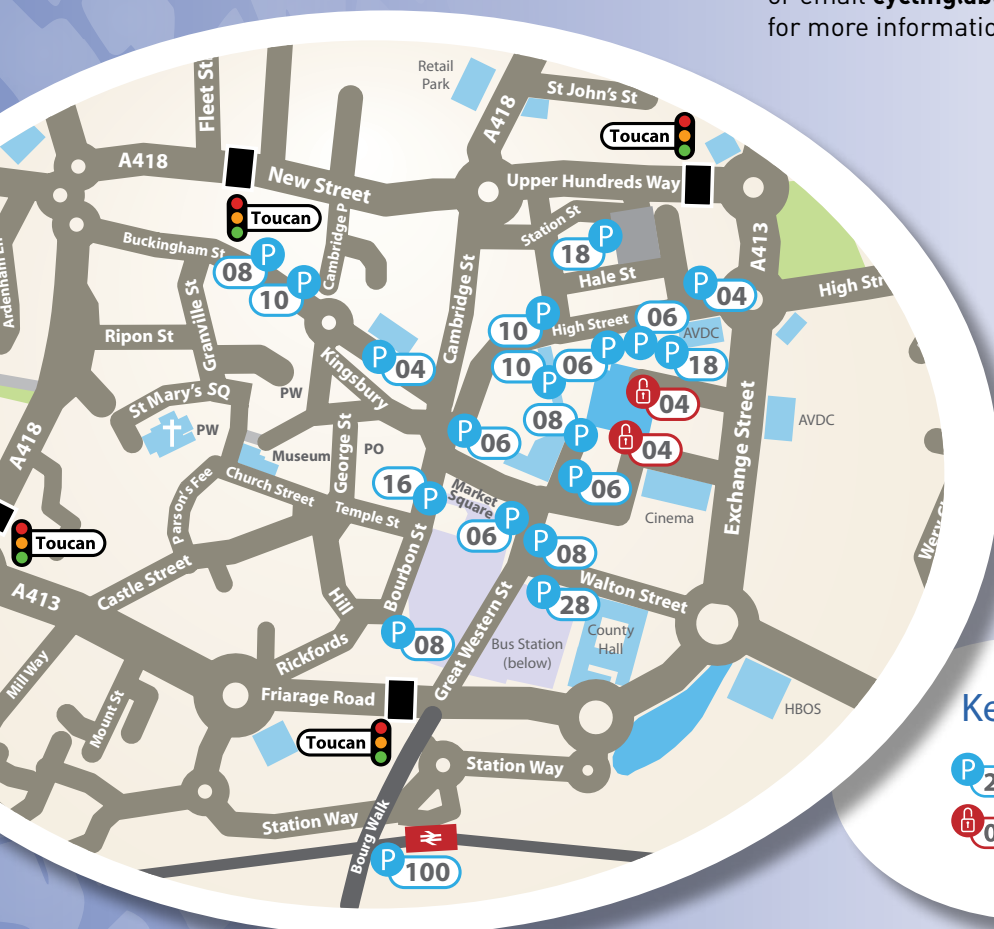 for more informatio
Retail
Park
A418
St John's St
Fleet St
Toucan
A418
New Street
Upper Hundreds Way
Toucan
Buckingham St
P 08
P 10
Station St
P 18
Hale St
A413
High Str
P 04
Ardenham
Granville St
Cambridge St
P 10
High Street
06
P
AVDC
Ripon St
Kingsbury
P 04
P 10
P 06
P 18
St Mary's SQ
PW
PW
04
04
AVDC
A418
Museum
George St
PO
P 06
P 08
Exchange Street
Parson's Fee
Church Street
Temple St
P 16
Market
Square
P 06
P 06
Cinema
Toucan
Castle Street
A413
Bourbon St
P 08
Walton Street
Hill
Rickfords
P 08
Great Western St
P 28
County
Hall
Bus Station
(below)
Mill Way
Mount St
Friarage Road
Toucan
HBOS
Ke
P 2
0
Station Way
Station Way
Bourg Walk
P 100